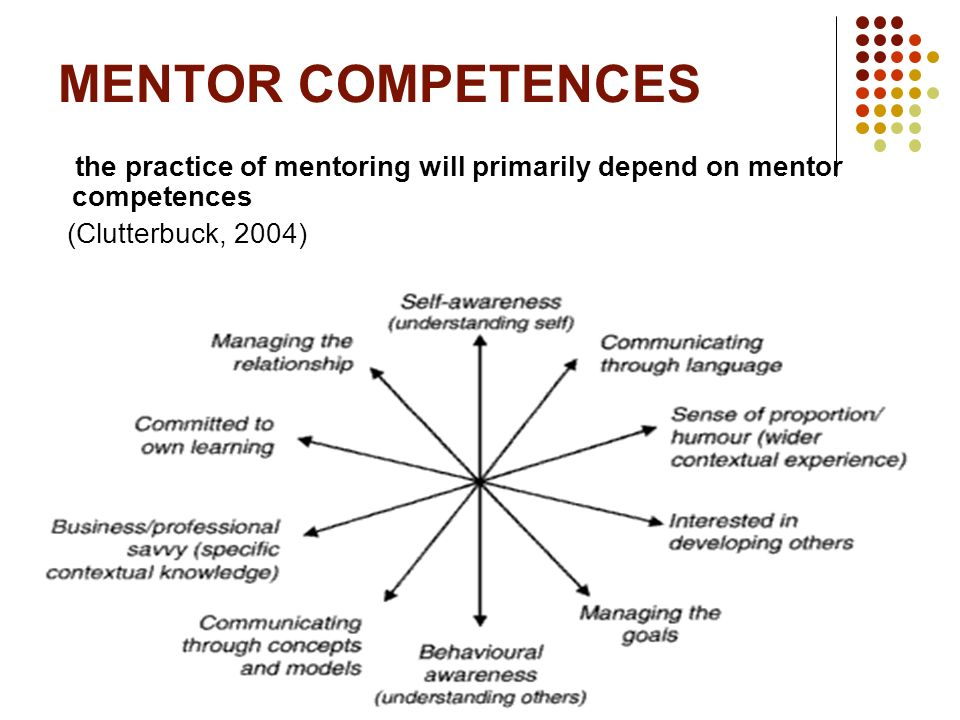 MENTOR COMPETENCES
the practice of mentoring will primarily depend on mentor
competences
(Clutterbuck, 2004)
Self-awareness
(understanding self)
Communicating
through language
Sense of proportion/
humour (wider
contextual experience)
Interested in
developing others
Managing the
goals
Behavioural
awareness
(understanding others)
Communicating
through concepts
and models
Business/professional
savvy (specific
contextual knowledge)
Committed to
own learning
Managing the
relationship